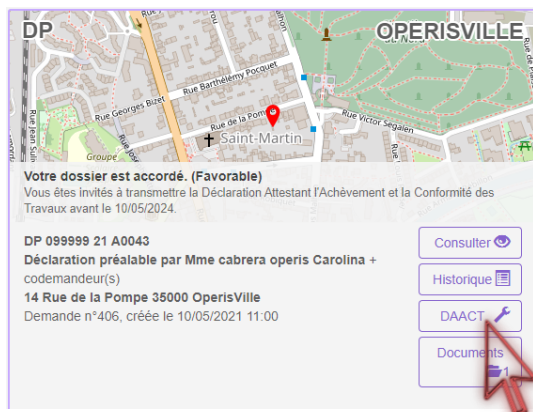 DP
OPERISVILLE
Rue Barthélémy Pocquet
Rue Georges Bizet
Rue de la Pom
Rue Victor Segalen
Saint-Martin
Groupe
Votre dossier est accordé. (Favorable)
Vous êtes invités à transmettre la Déclaration Attestant l'Achèvement et la Conformité des
Travaux avant le 10/05/2024.
DP 099999 21 A0043
Déclaration préalable par Mme cabrera operis Carolina +
codemandeur(s)
14 Rue de la Pompe 35000 OperisVille
Demande n°406, créée le 10/05/2021 11:00
Consulter
Historique
DAACT
Documents
1